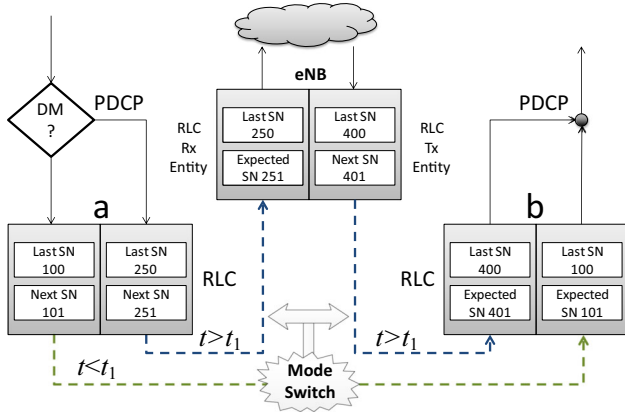 eNB
DM
?
PDCP
RLC
Rx
Entity
Last SN
250
Expected
SN 251
Last SN
400
Next SN
401
RLC
Tx
Entity
PDCP
a
Last SN
100
Next SN
101
Last SN
250
Next SN
251
RLC
b
RLC
Last SN
400
Expected
SN 401
Last SN
100
Expected
SN 101
t>t1
t>t1
t<t1
Mode
Switch